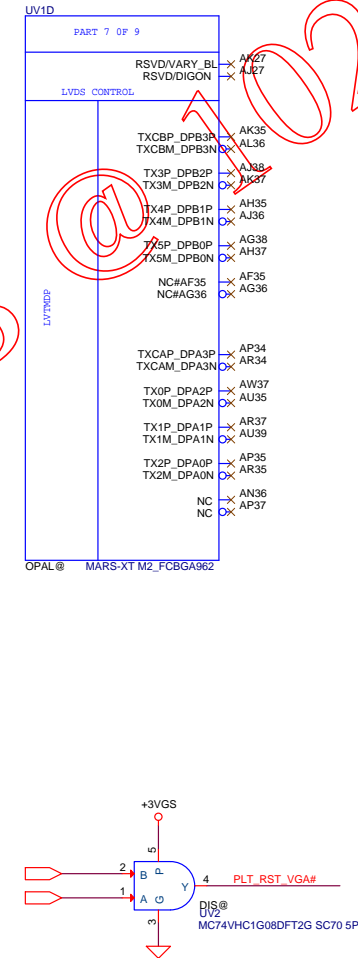 UV1D
PART 7 0F 9
RSVD/VARY_BL AK27
RSVD/DIGON AJ27
LVDS CONTROL
TXCBP_DPB3P AK35
TXCBM_DPB3N AL36
TX3P_DPB2P AJ38
TX3M_DPB2N AK37
TX4P_DPB1P AH35
TX4M_DPB1N AJ36
TX5P_DPB0P AG38
TX5M_DPB0N AH37
NC#AF35 AF35
NC#AG36 AG36
LVTMDP
TXCAP_DPA3P AP34
TXCAM_DPA3N AR34
TX0P_DPA2P AW37
TX0M_DPA2N AU35
TX1P_DPA1P AR37
TX1M_DPA1N AU39
TX2P_DPA0P AP35
TX2M_DPA0N AR35
NC AN36
NC AP37
OPAL@ MARS-XT M2_FCBGA962
+3VGS
5
P
2 B
Y 4 PLT_RST_VGA#
1 A
G
3
DIS@
UV2
MC74VHC1G08DFT2G SC70 5P